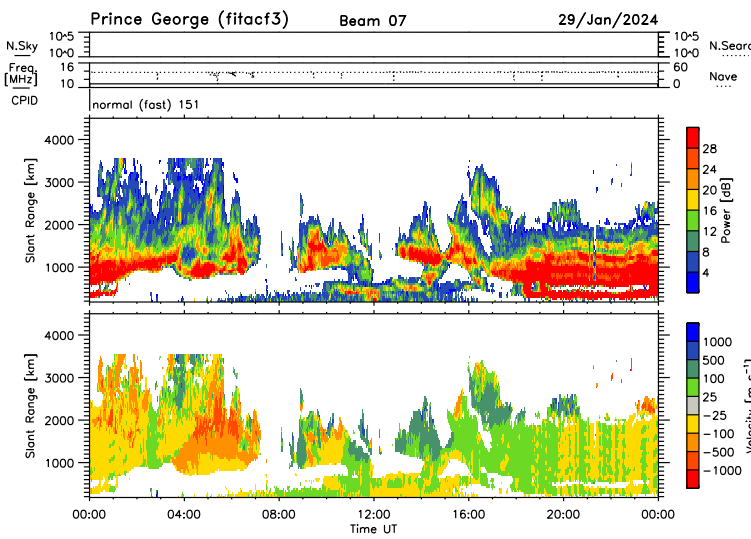 Prince George (fitacf3) Beam 07 29/Jan/2024
N.Sky 10^5 10^5 N.Sear
10^0 10^0
Freq 16 60 Nave
[MHz] 10 0
CPID normal (fast) 151
Slant Range [km]
4000
3000
2000
1000
28
24
20
16
12
8
4
Power [dB]
Slant Range [km]
4000
3000
2000
1000
1000
500
100
25
-25
-100
-500
-1000
Velocity [m s⁻¹]
00:00 04:00 08:00 12:00 16:00 20:00 00:00
Time UT